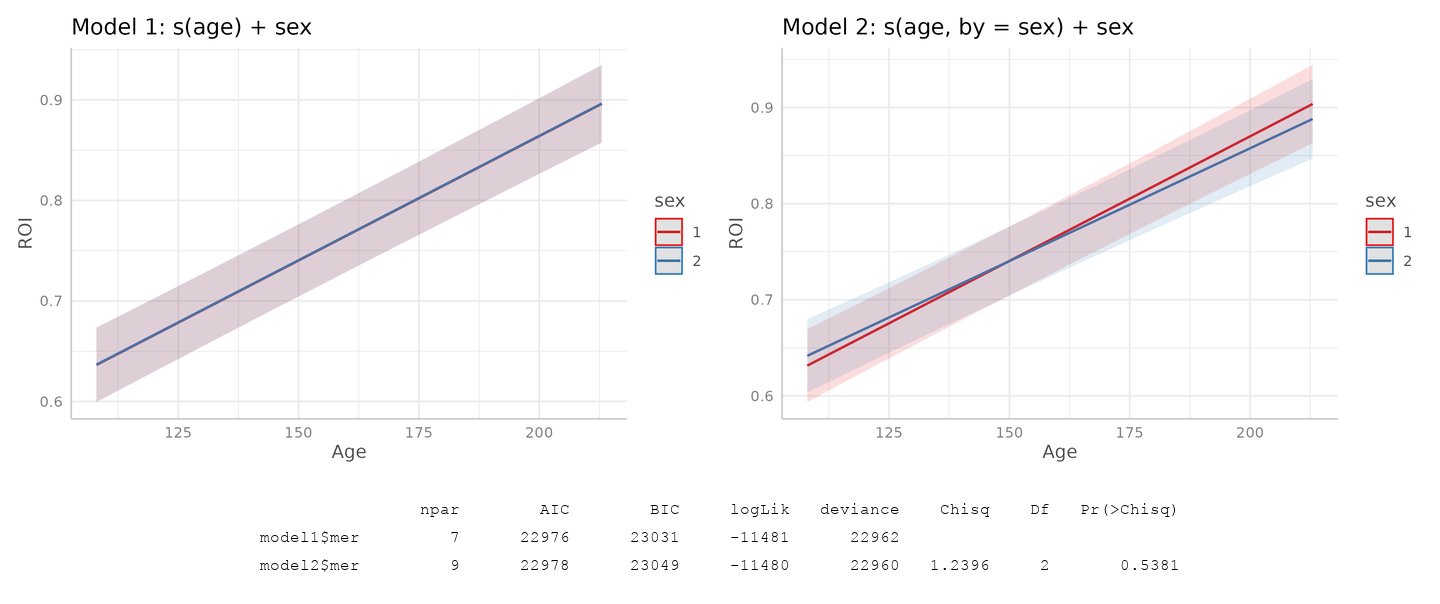 Model 1: s(age) + sex
0.9
0.8
0.7
0.6
ROI
125 150 175 200
Age
sex
1
2
Model 2: s(age, by = sex) + sex
0.9
0.8
0.7
0.6
ROI
125 150 175 200
Age
sex
1
2
npar AIC BIC logLik deviance Chisq Df Pr(>Chisq)
model1$mer 7 22976 23031 -11481 22962
model2$mer 9 22978 23049 -11480 22960 1.2396 2 0.5381